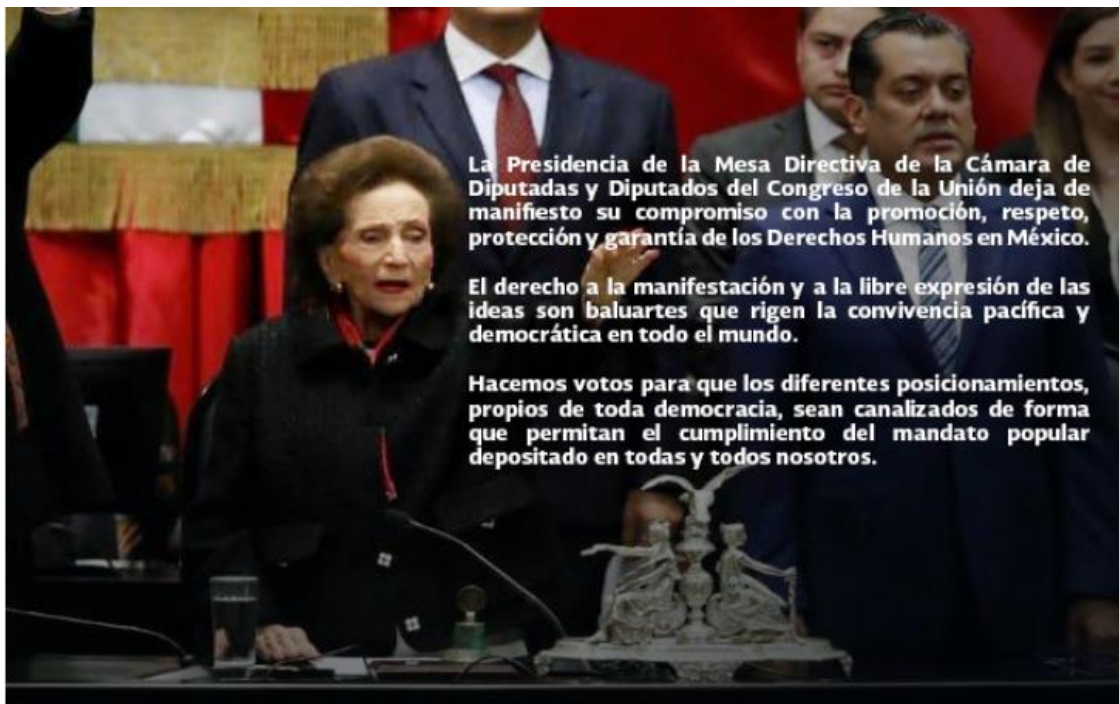 La Presidencia de la Mesa Directiva de la Cámara de
Diputadas y Diputados del Congreso de la Unión deja de
manifiesto su compromiso con la promoción, respeto,
protección y garantía de los Derechos Humanos en México.
El derecho a la manifestación y a la libre expresión de las
ideas son baluartes que rigen la convivencia pacífica y
democrática en todo el mundo.
Hacemos votos para que los diferentes posicionamientos,
propios de toda democracia, sean canalizados de forma
que permitan el cumplimiento del mandato popular
depositado en todas y todos nosotros.